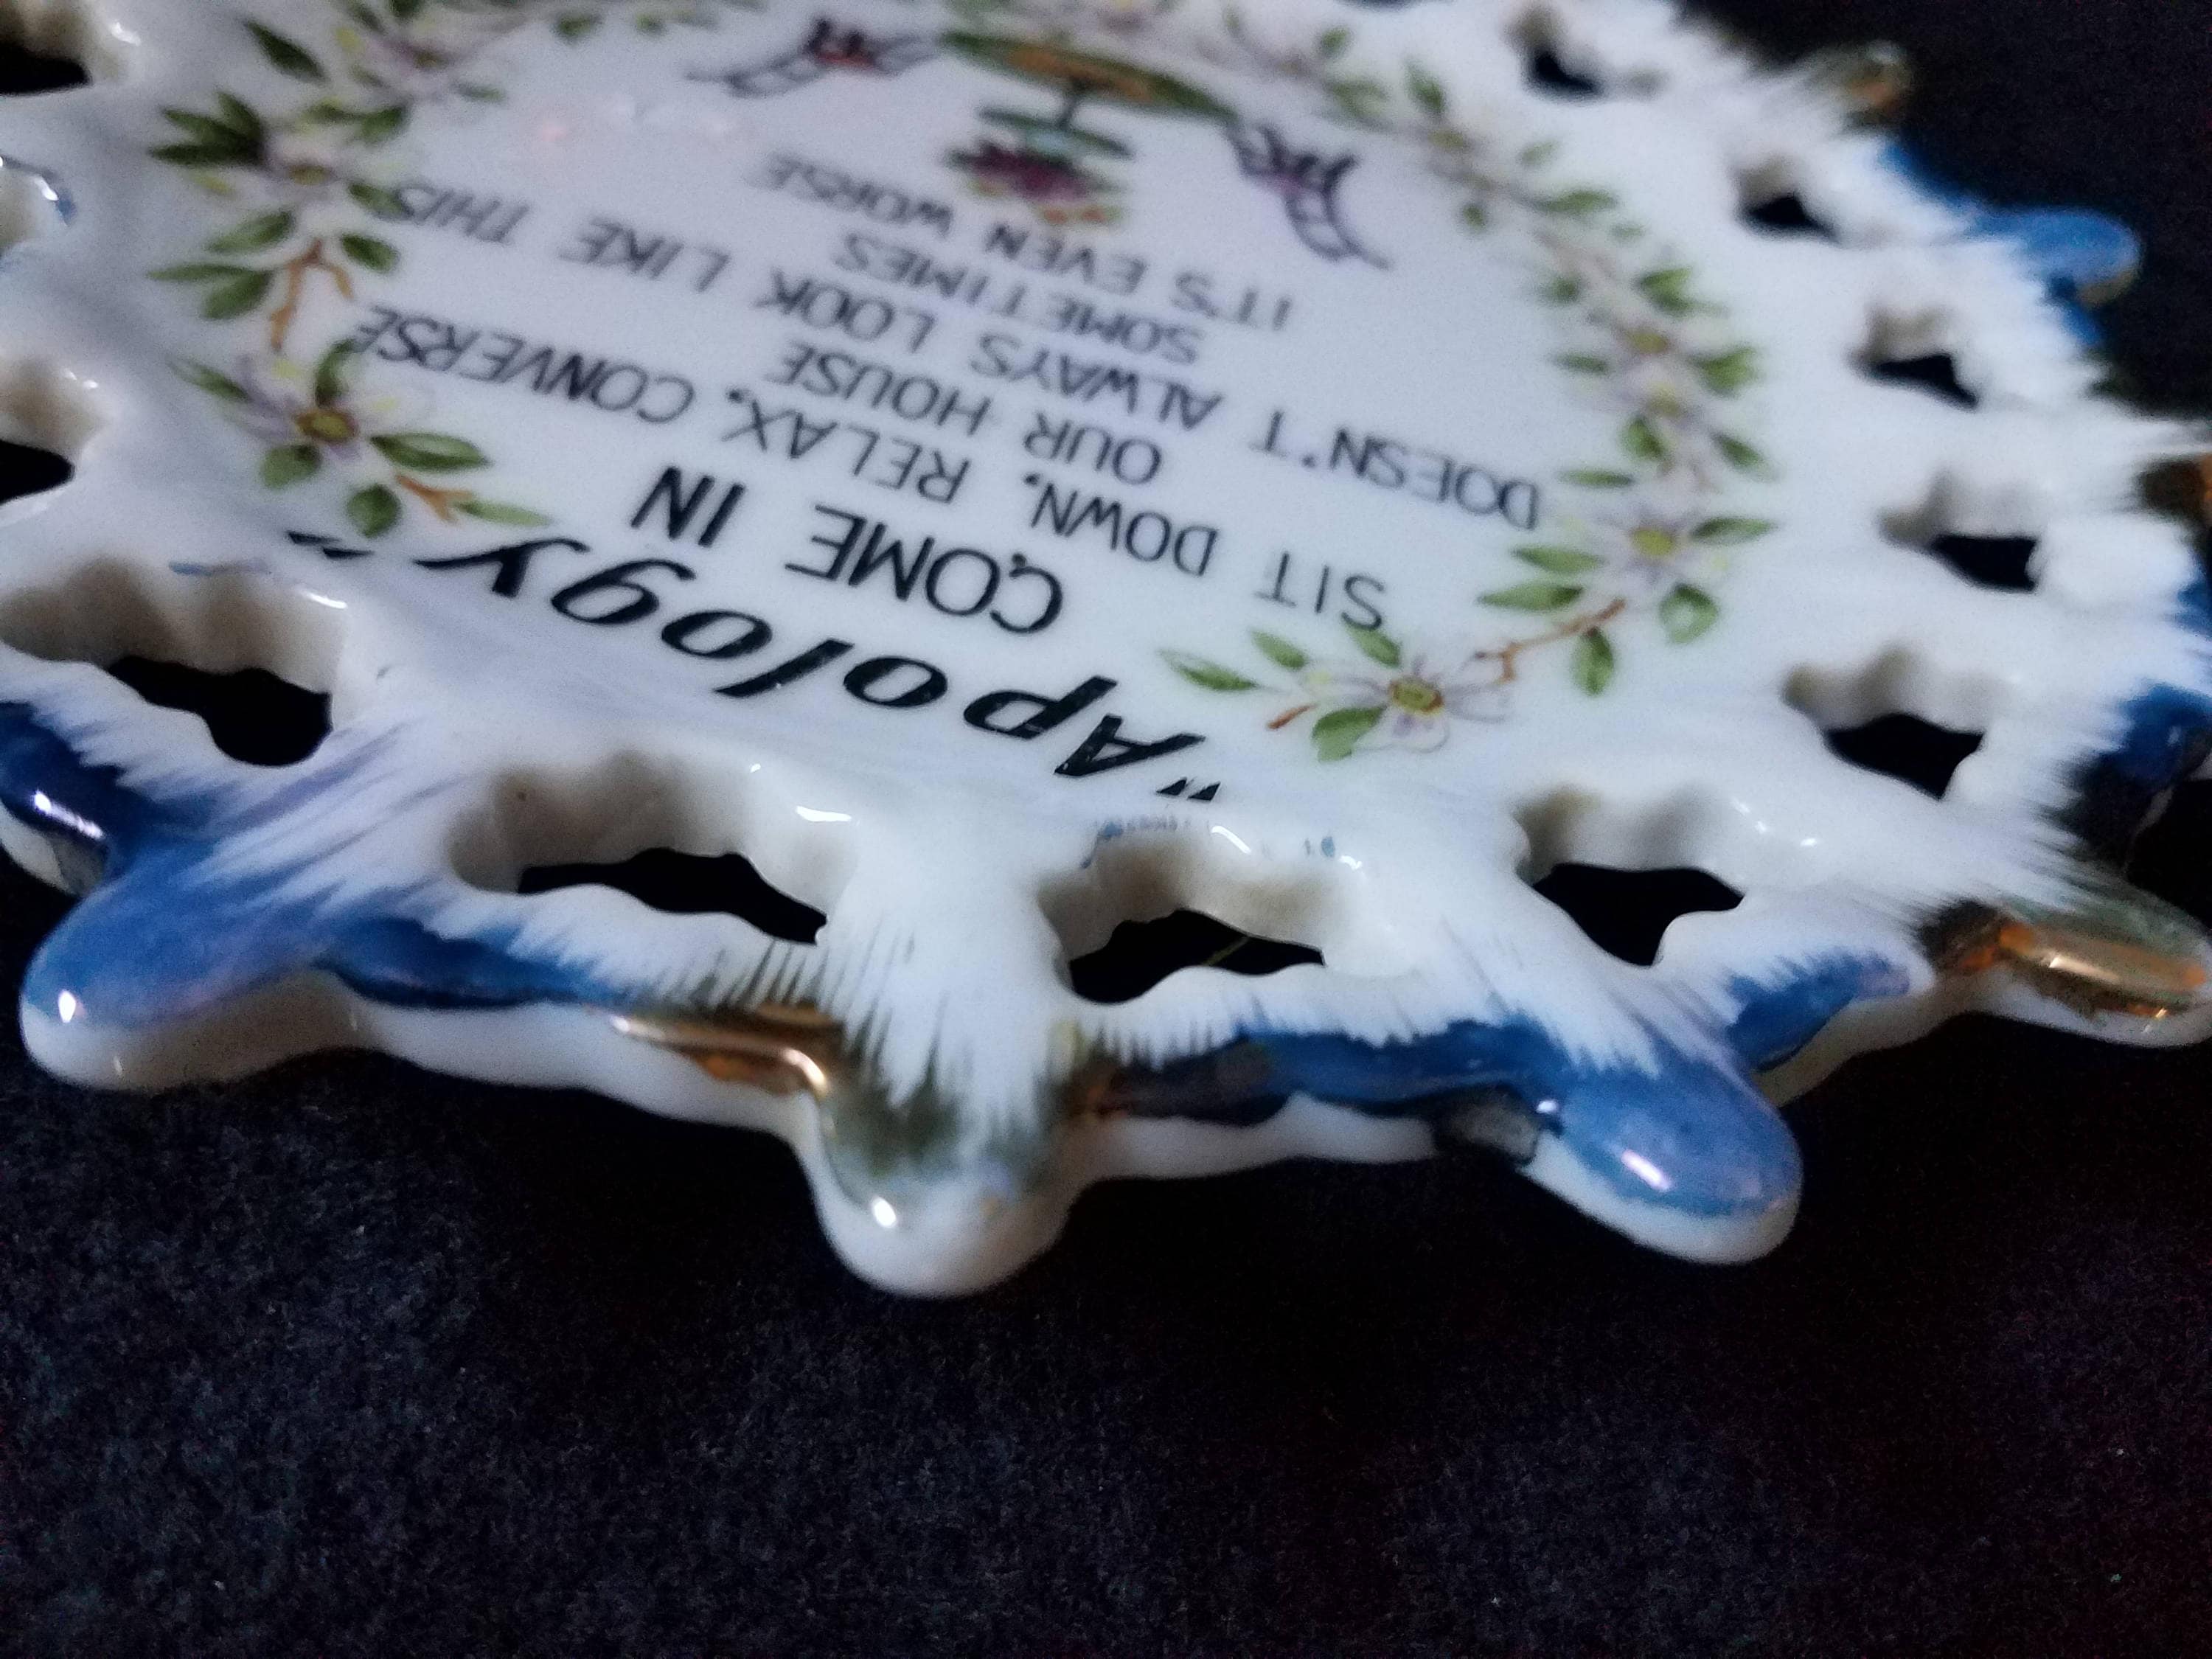 "Apology"
COME IN
SIT DOWN, RELAX, CONVERSE
OUR HOUSE
DOESN'T ALWAYS LOOK LIKE THIS
SOMETIMES
IT'S EVEN WORSE